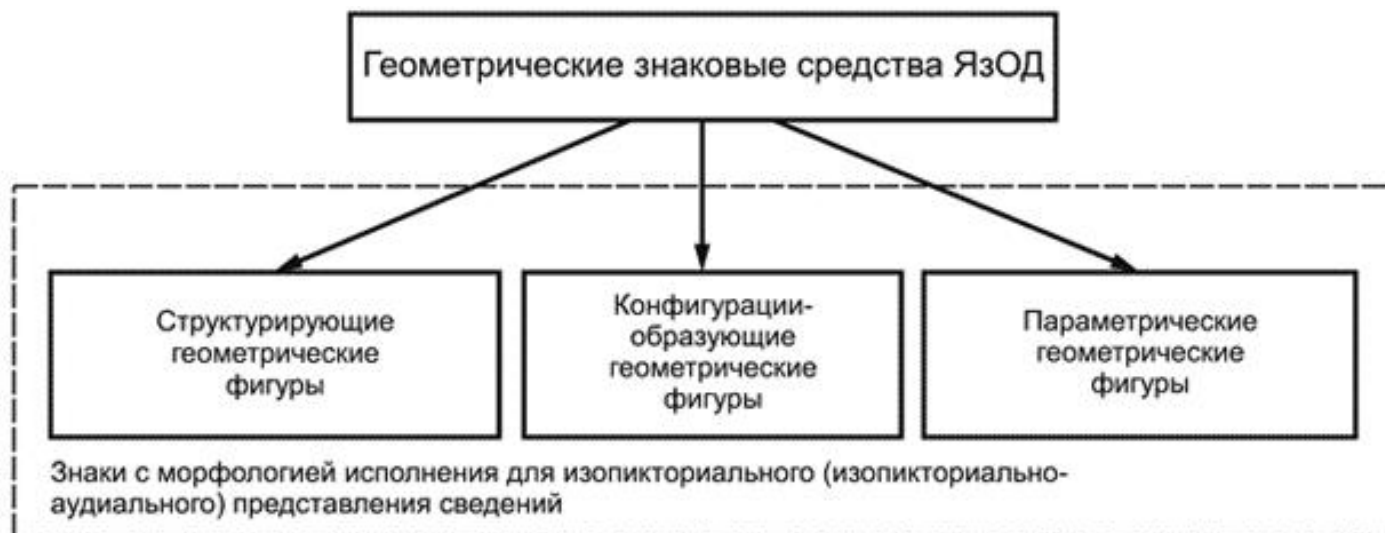 Геометрические знаковые средства ЯзОД
Структурирующие
геометрические
фигуры
Конфигурации-
образующие
геометрические
фигуры
Параметрические
геометрические
фигуры
Знаки с морфологией исполнения для изопикториального (изопикториально-
аудиального) представления сведений